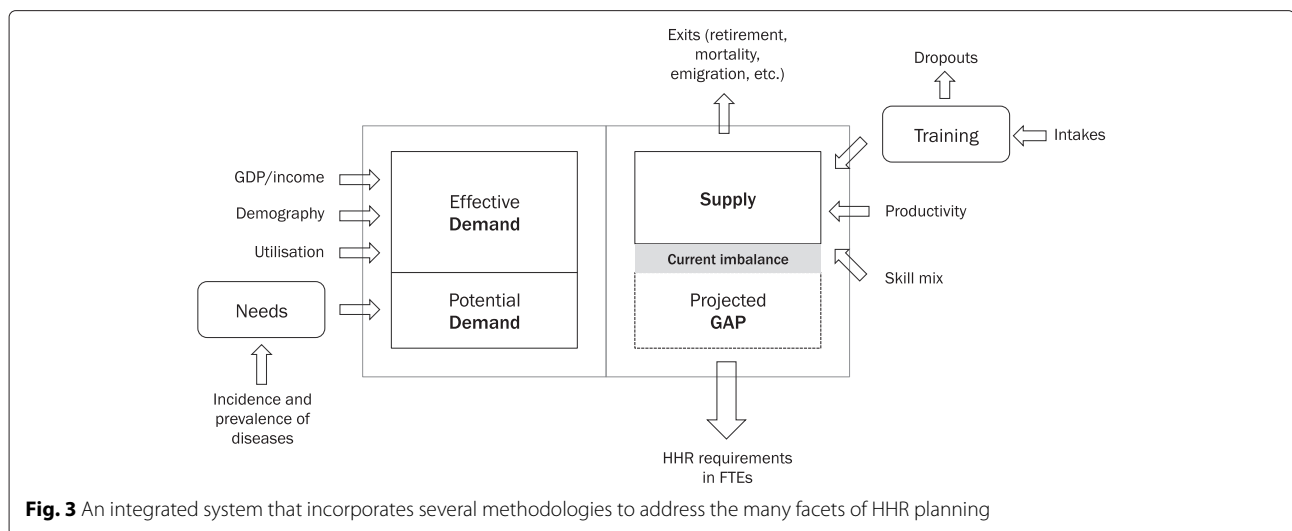 Exits (retirement,
mortality,
emigration, etc.)
Dropouts
Training
Intakes
GDP/income
Demography
Utilisation
Effective
Demand
Supply
Productivity
Current imbalance
Skill mix
Needs
Potential
Demand
Projected
GAP
Incidence and
prevalence of
diseases
HHR requirements
in FTEs
Fig. 3 An integrated system that incorporates several methodologies to address the many facets of HHR planning